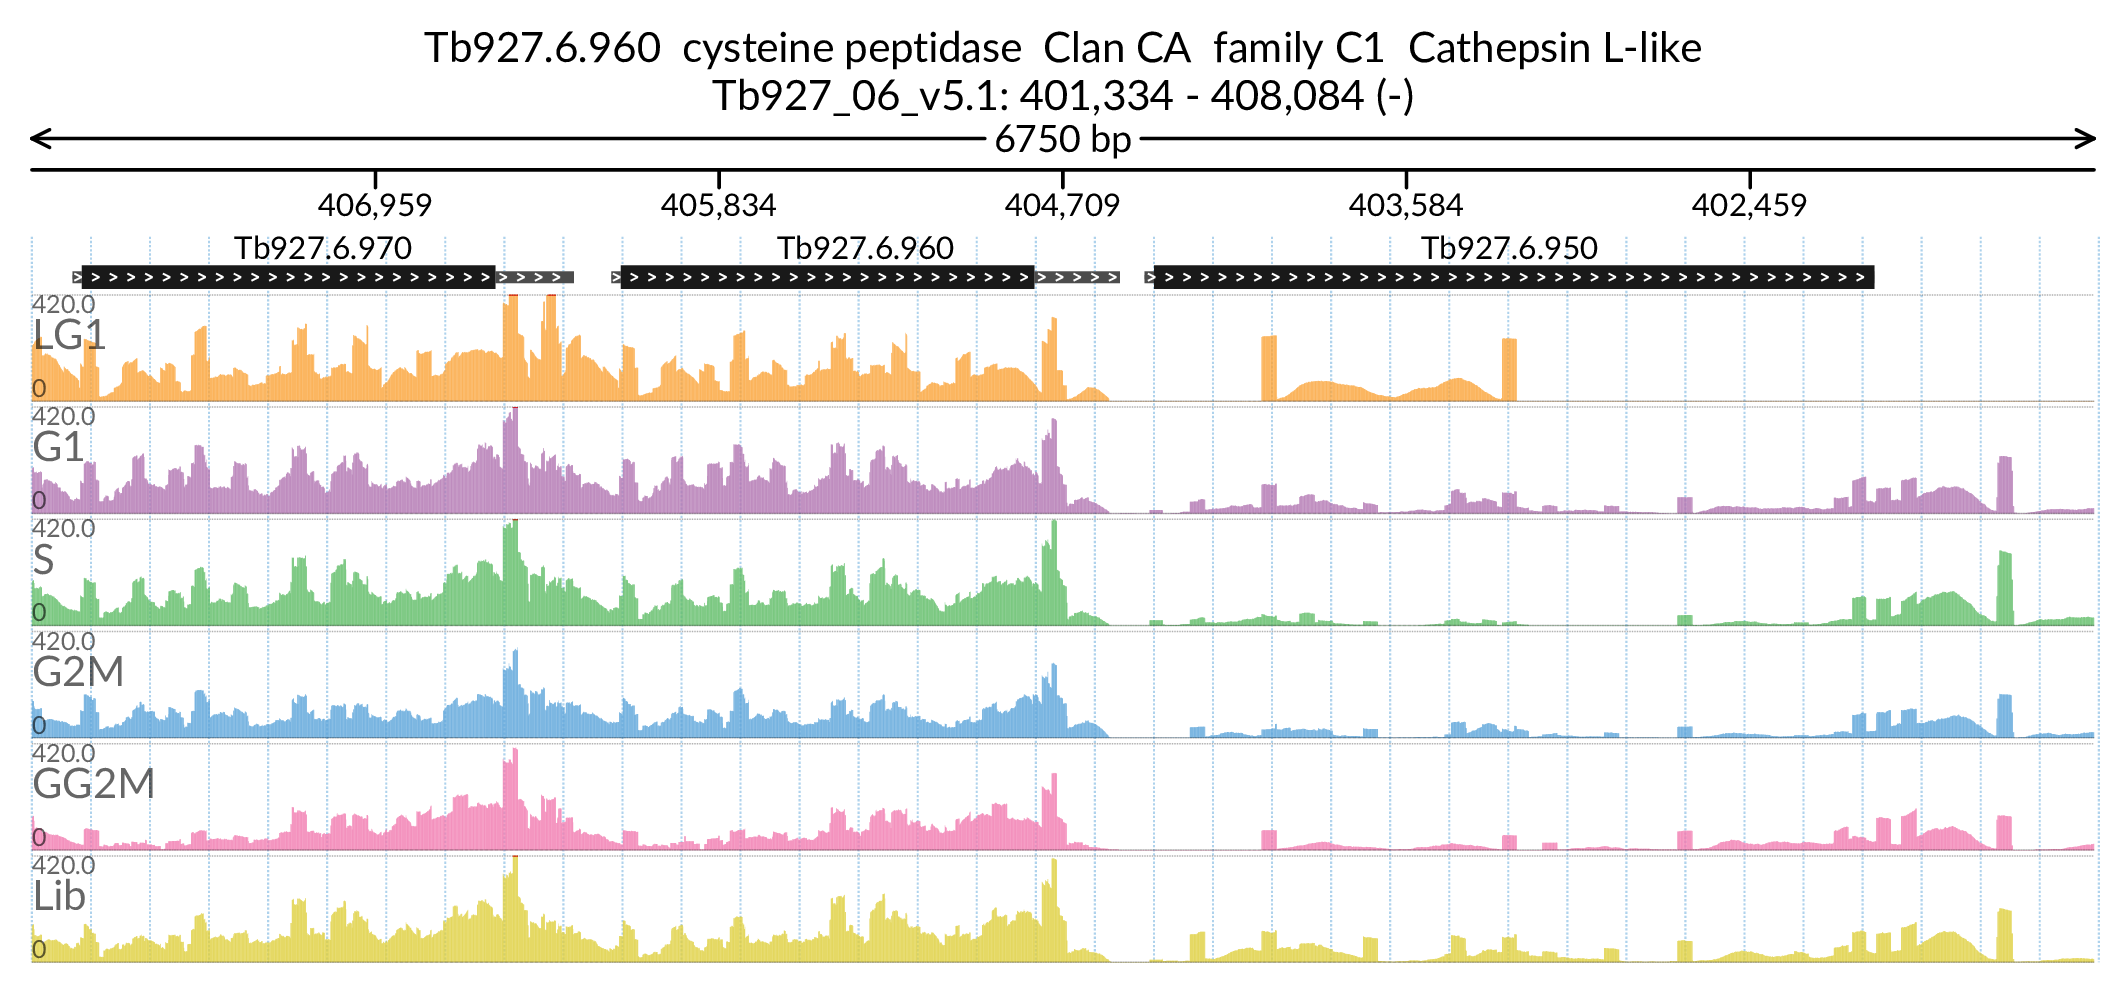 Tb927.6.960  cysteine peptidase  Clan CA  family C1  Cathepsin L-like
Tb927_06_v5.1: 401,334 - 408,084 (-)
6750 bp
406,959 405,834 404,709 403,584 402,459
Tb927.6.970 Tb927.6.960 Tb927.6.950
420.0
LG1
0
420.0
G1
0
420.0
S
0
420.0
G2M
0
420.0
GG2M
0
420.0
Lib
0